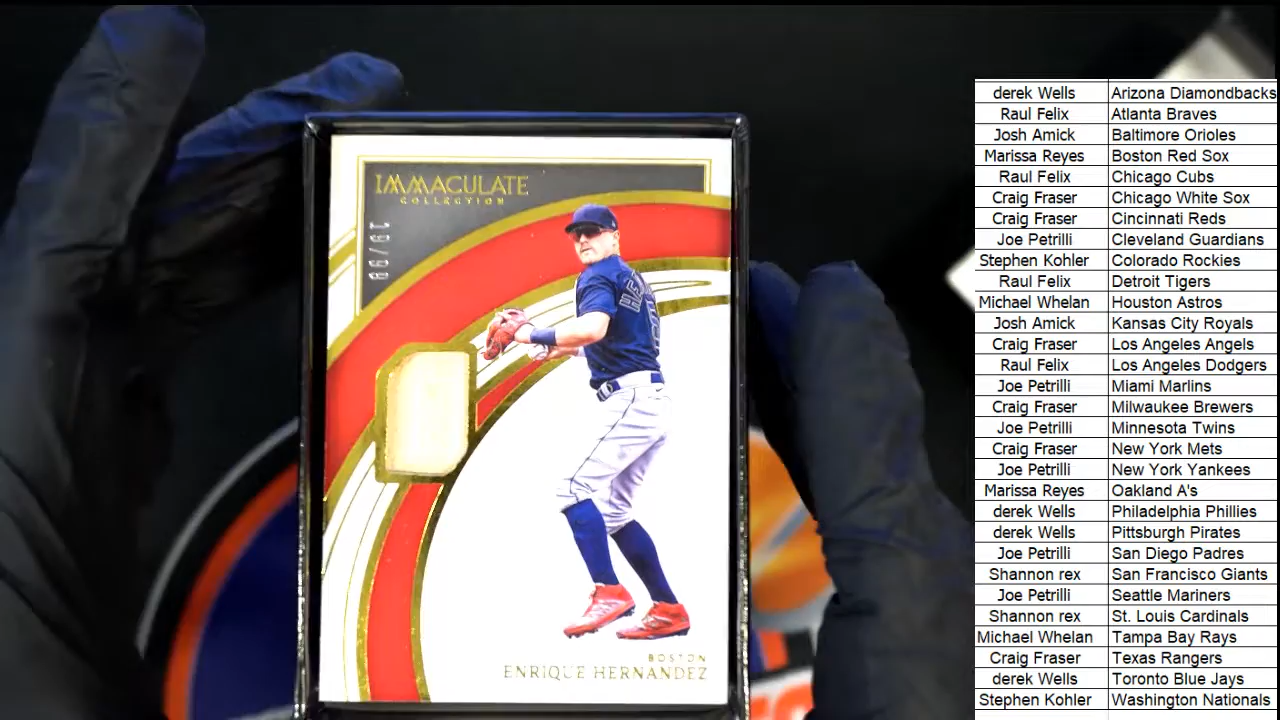 IMMACULATE
COLLECTION
19/99
BOSTON
ENRIQUE HERNANDEZ
derek Wells Arizona Diamondbacks
Raul Felix Atlanta Braves
Josh Amick Baltimore Orioles
Marissa Reyes Boston Red Sox
Raul Felix Chicago Cubs
Craig Fraser Chicago White Sox
Craig Fraser Cincinnati Reds
Joe Petrilli Cleveland Guardians
Stephen Kohler Colorado Rockies
Raul Felix Detroit Tigers
Michael Whelan Houston Astros
Josh Amick Kansas City Royals
Craig Fraser Los Angeles Angels
Raul Felix Los Angeles Dodgers
Joe Petrilli Miami Marlins
Craig Fraser Milwaukee Brewers
Joe Petrilli Minnesota Twins
Craig Fraser New York Mets
Joe Petrilli New York Yankees
Marissa Reyes Oakland A's
derek Wells Philadelphia Phillies
derek Wells Pittsburgh Pirates
Joe Petrilli San Diego Padres
Shannon rex San Francisco Giants
Joe Petrilli Seattle Mariners
Shannon rex St. Louis Cardinals
Michael Whelan Tampa Bay Rays
Craig Fraser Texas Rangers
derek Wells Toronto Blue Jays
Stephen Kohler Washington Nationals